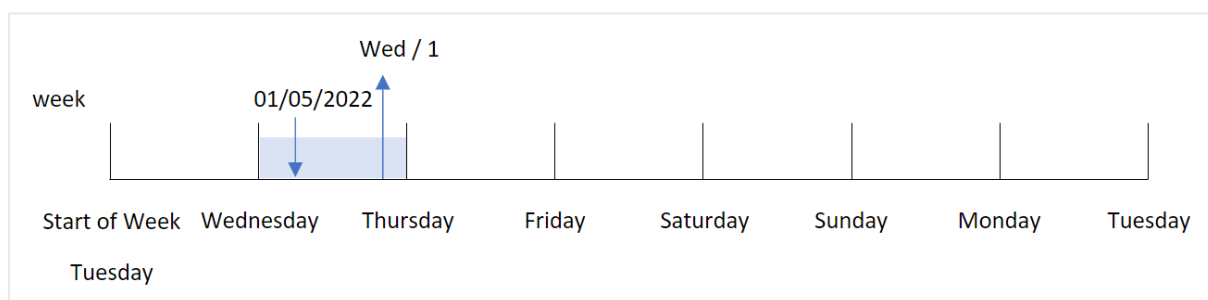 Wed / 1
week
01/05/2022
Start of Week Wednesday Thursday Friday Saturday Sunday Monday Tuesday
Tuesday